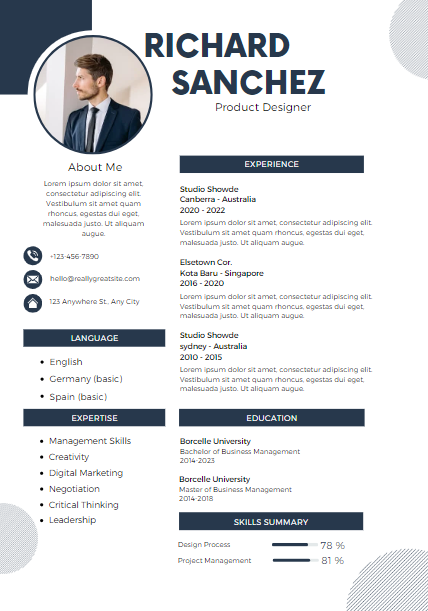 RICHARD
SANCHEZ
Product Designer
About Me
Lorem ipsum dolor sit amet,
consectetur adipiscing elit.
Vestibulum sit amet quam
rhoncus, egestas dui eget,
malesuada justo. Ut aliquam
augue.
+123-456-7890
hello@reallygreatsite.com
123 Anywhere St., Any City
LANGUAGE
English
Germany (basic)
Spain (basic)
EXPERTISE
Management Skills
Creativity
Digital Marketing
Negotiation
Critical Thinking
Leadership
EXPERIENCE
Studio Showde
Canberra - Australia
2020 - 2022
Lorem ipsum dolor sit amet, consectetur adipiscing elit.
Vestibulum sit amet quam rhoncus, egestas dui eget,
malesuada justo. Ut aliquam augue.
Elsetown Cor.
Kota Baru - Singapore
2016 - 2020
Lorem ipsum dolor sit amet, consectetur adipiscing elit.
Vestibulum sit amet quam rhoncus, egestas dui eget,
malesuada justo. Ut aliquam augue.
Studio Showde
sydney - Australia
2010 - 2015
Lorem ipsum dolor sit amet, consectetur adipiscing elit.
Vestibulum sit amet quam rhoncus, egestas dui eget,
malesuada justo. Ut aliquam augue.
EDUCATION
Borcelle University
Bachelor of Business Management
2014-2023
Borcelle University
Master of Business Management
2014-2018
SKILLS SUMMARY
Design Process 78 %
Project Management 81 %